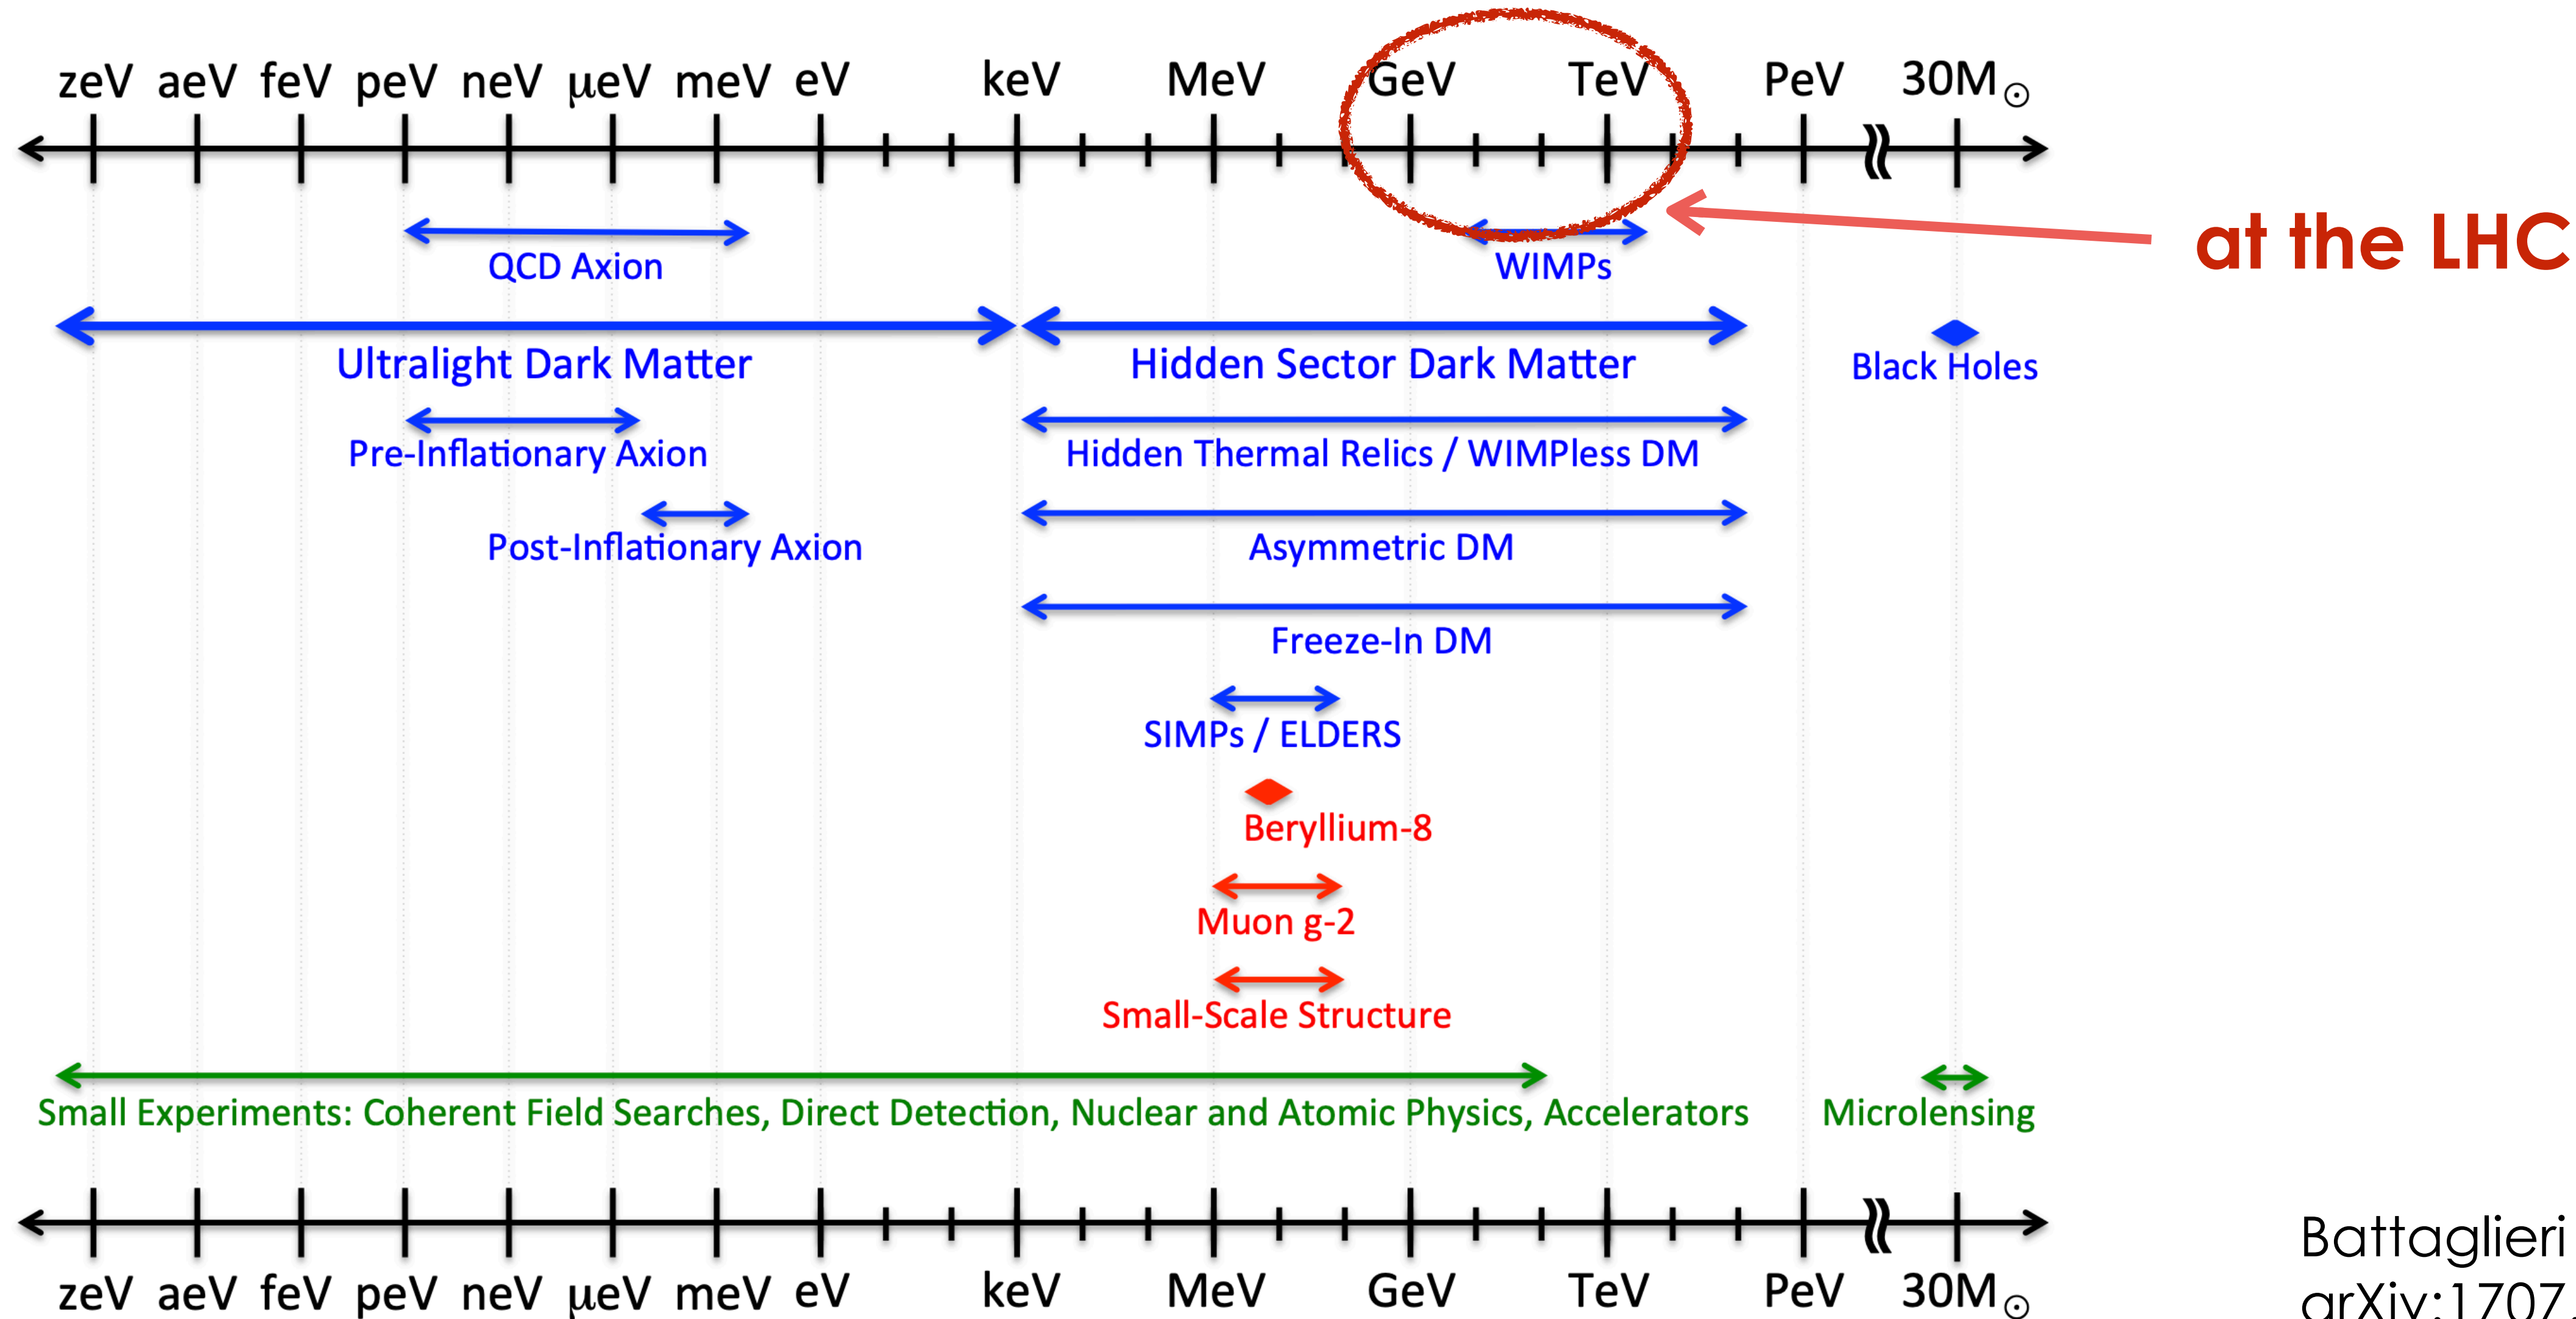 zeV aeV feV peV neV μeV meV eV keV MeV GeV TeV PeV 30M☉
at the LHC
QCD Axion WIMPs
Ultralight Dark Matter Hidden Sector Dark Matter Black Holes
Pre-Inflationary Axion Hidden Thermal Relics / WIMPless DM
Post-Inflationary Axion Asymmetric DM
Freeze-In DM
SIMPs / ELDERS
Beryllium-8
Muon g-2
Small-Scale Structure
Small Experiments: Coherent Field Searches, Direct Detection, Nuclear and Atomic Physics, Accelerators Microlensing
Battaglieri
zeV aeV feV peV neV μeV meV eV keV MeV GeV TeV PeV 30M☉
arXiv:1707.